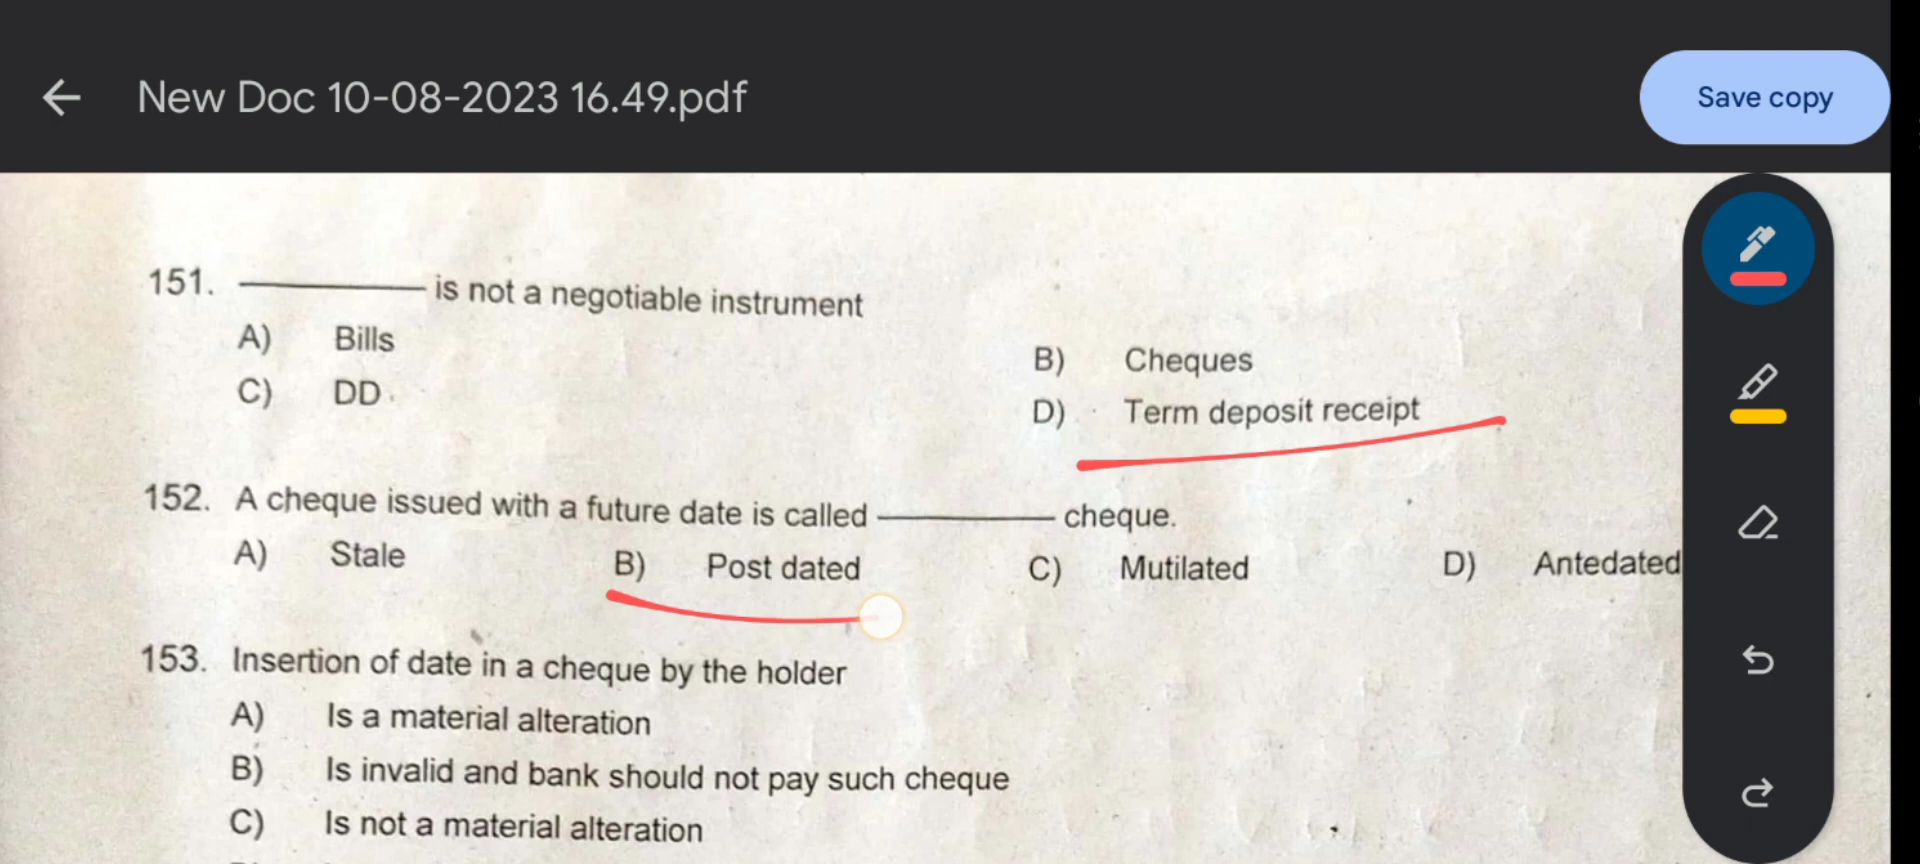 New Doc 10-08-2023 16.49.pdf
Save copy
151. ________ is not a negotiable instrument
A) Bills
B) Cheques
C) DD
D) Term deposit receipt
152. A cheque issued with a future date is called ________ cheque.
A) Stale B) Post dated C) Mutilated D) Antedated
153. Insertion of date in a cheque by the holder
A) Is a material alteration
B) Is invalid and bank should not pay such cheque
C) Is not a material alteration